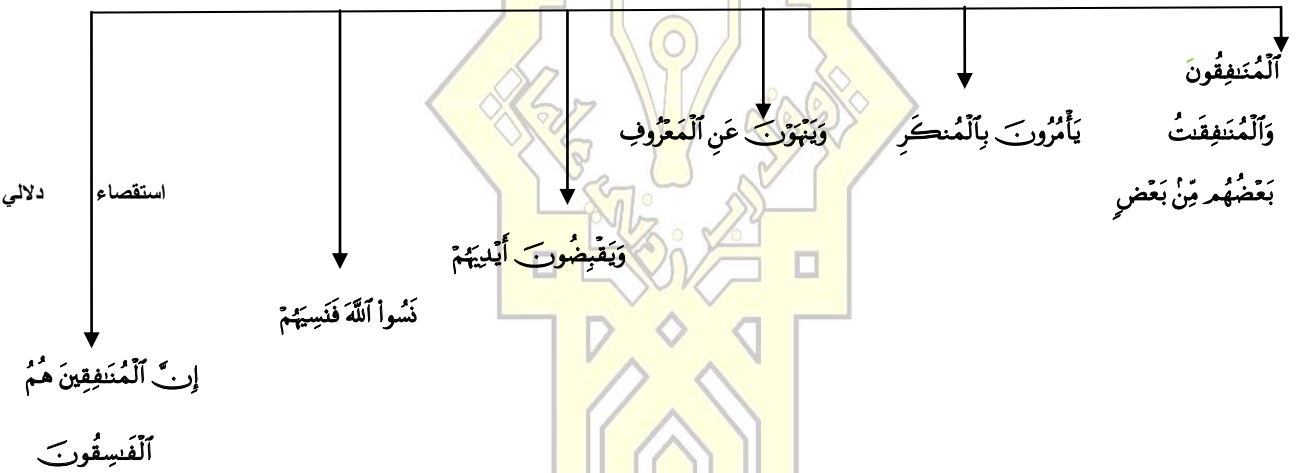 ٱلْمُنَٰفِقُونَ
وَٱلْمُنَٰفِقَٰتُ
بَعْضُهُم مِّنۢ بَعْضٍۢ
يَأْمُرُونَ بِٱلْمُنكَرِ
وَيَنْهَوْنَ عَنِ ٱلْمَعْرُوفِ
وَيَقْبِضُونَ أَيْدِيَهُمْ
نَسُوا۟ ٱللَّهَ فَنَسِيَهُمْ
إِنَّ ٱلْمُنَٰفِقِينَ هُمُ
ٱلْفَٰسِقُونَ
استقصاء دلالي